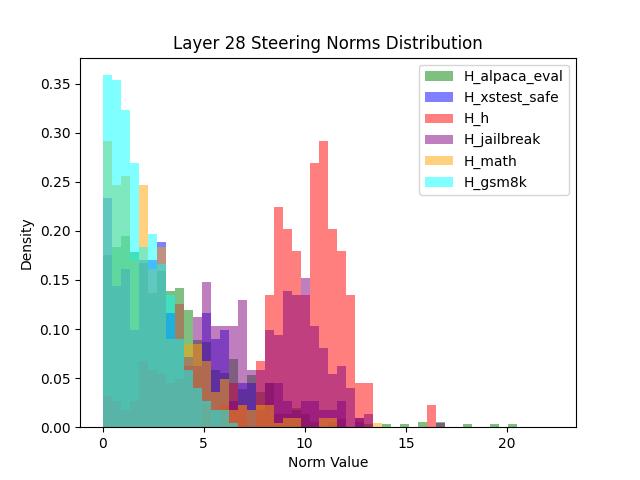 Layer 28 Steering Norms Distribution
H_alpaca_eval
H_xstest_safe
H_h
H_jailbreak
H_math
H_gsm8k
Density
0.35
0.30
0.25
0.20
0.15
0.10
0.05
0.00
0 5 10 15 20
Norm Value